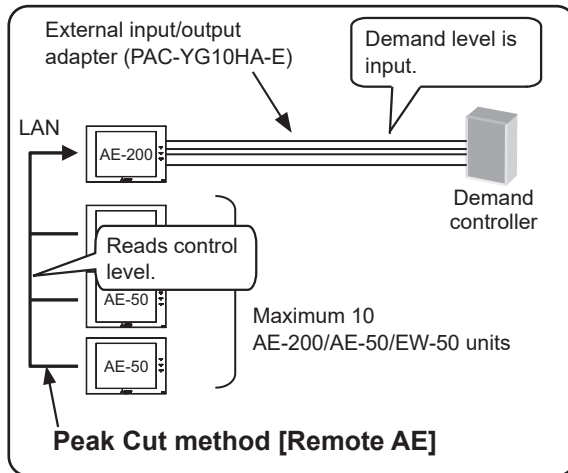 External input/output
adapter (PAC-YG10HA-E)
Demand level is
input.
LAN
AE-200
Demand
controller
Reads control
level.
AE-50
Maximum 10
AE-200/AE-50/EW-50 units
AE-50
Peak Cut method [Remote AE]